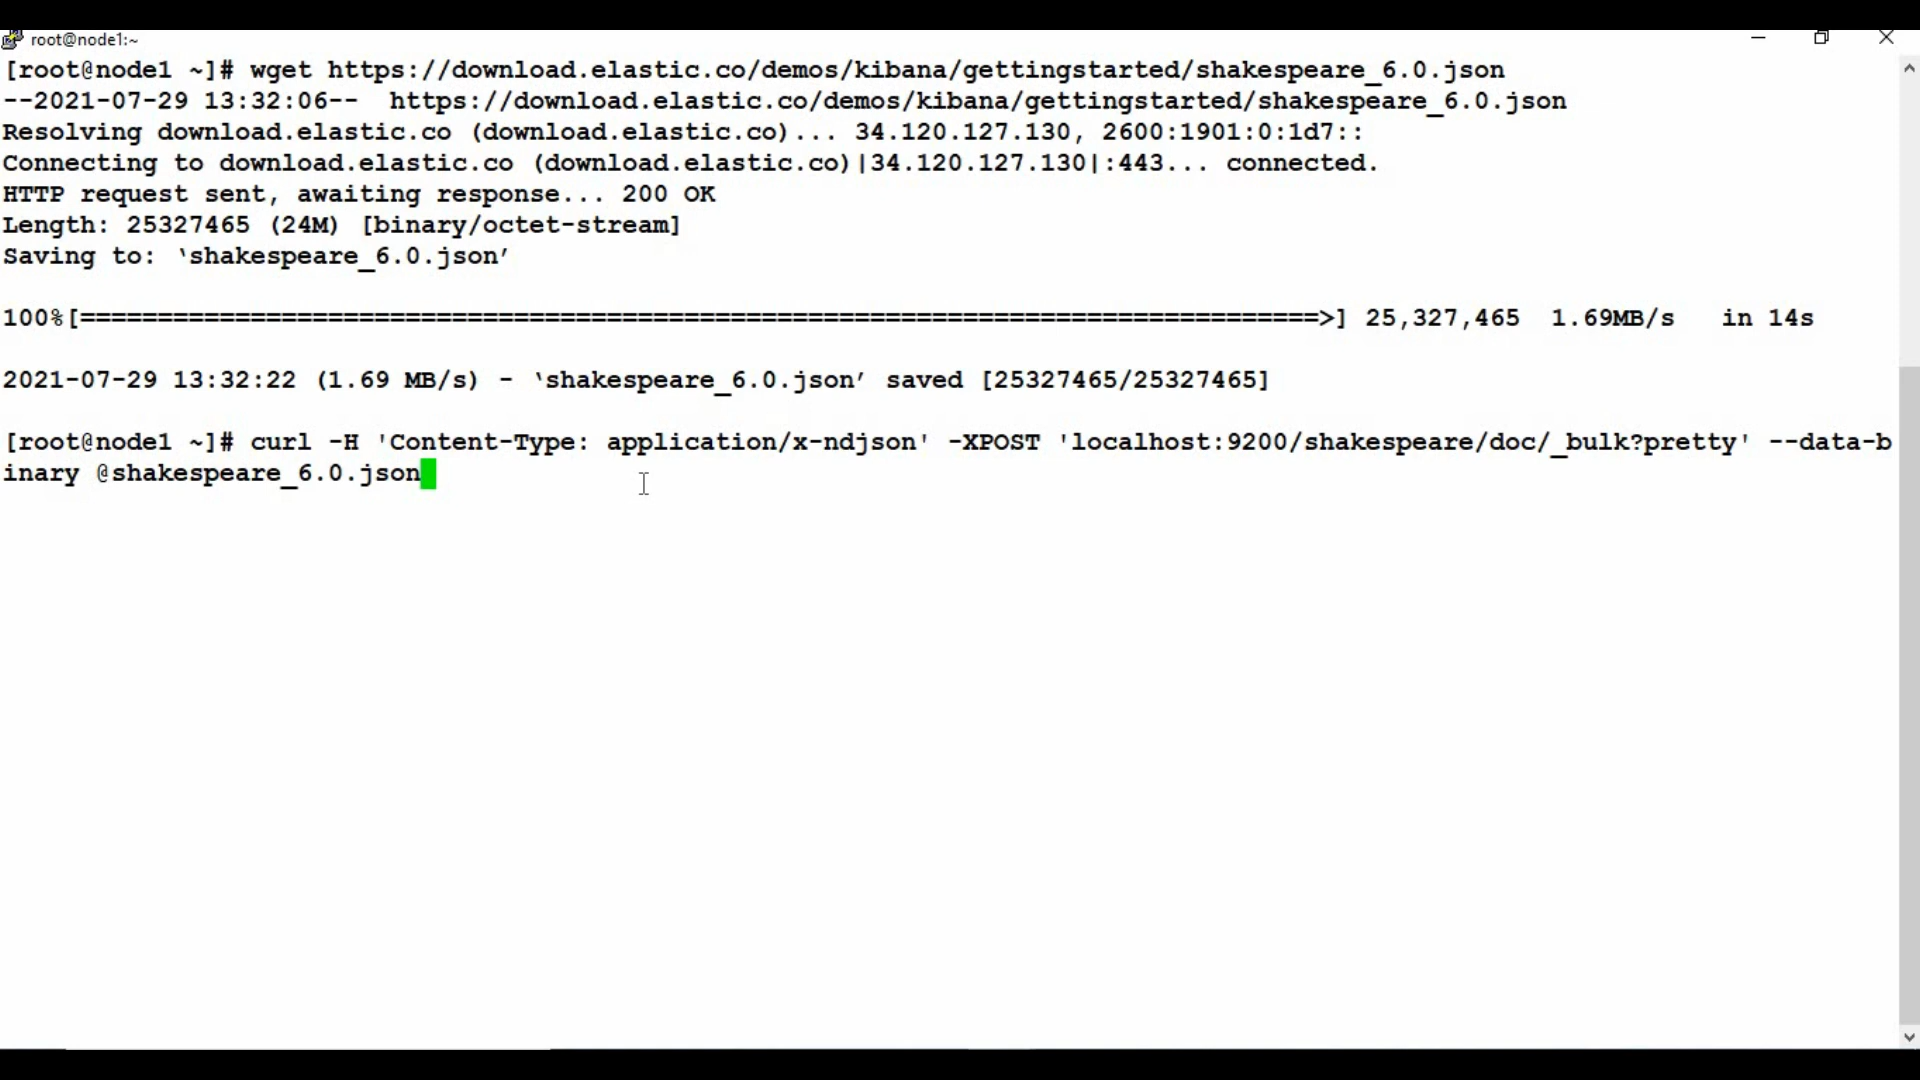 root@node1:~
[root@node1 ~]# wget https://download.elastic.co/demos/kibana/gettingstarted/shakespeare_6.0.json
--2021-07-29 13:32:06--  https://download.elastic.co/demos/kibana/gettingstarted/shakespeare_6.0.json
Resolving download.elastic.co (download.elastic.co)... 34.120.127.130, 2600:1901:0:1d7::
Connecting to download.elastic.co (download.elastic.co)|34.120.127.130|:443... connected.
HTTP request sent, awaiting response... 200 OK
Length: 25327465 (24M) [binary/octet-stream]
Saving to: ‘shakespeare_6.0.json’
100%[================================================================================>] 25,327,465  1.69MB/s   in 14s
2021-07-29 13:32:22 (1.69 MB/s) - ‘shakespeare_6.0.json’ saved [25327465/25327465]
[root@node1 ~]# curl -H 'Content-Type: application/x-ndjson' -XPOST 'localhost:9200/shakespeare/doc/_bulk?pretty' --data-b
inary @shakespeare_6.0.json